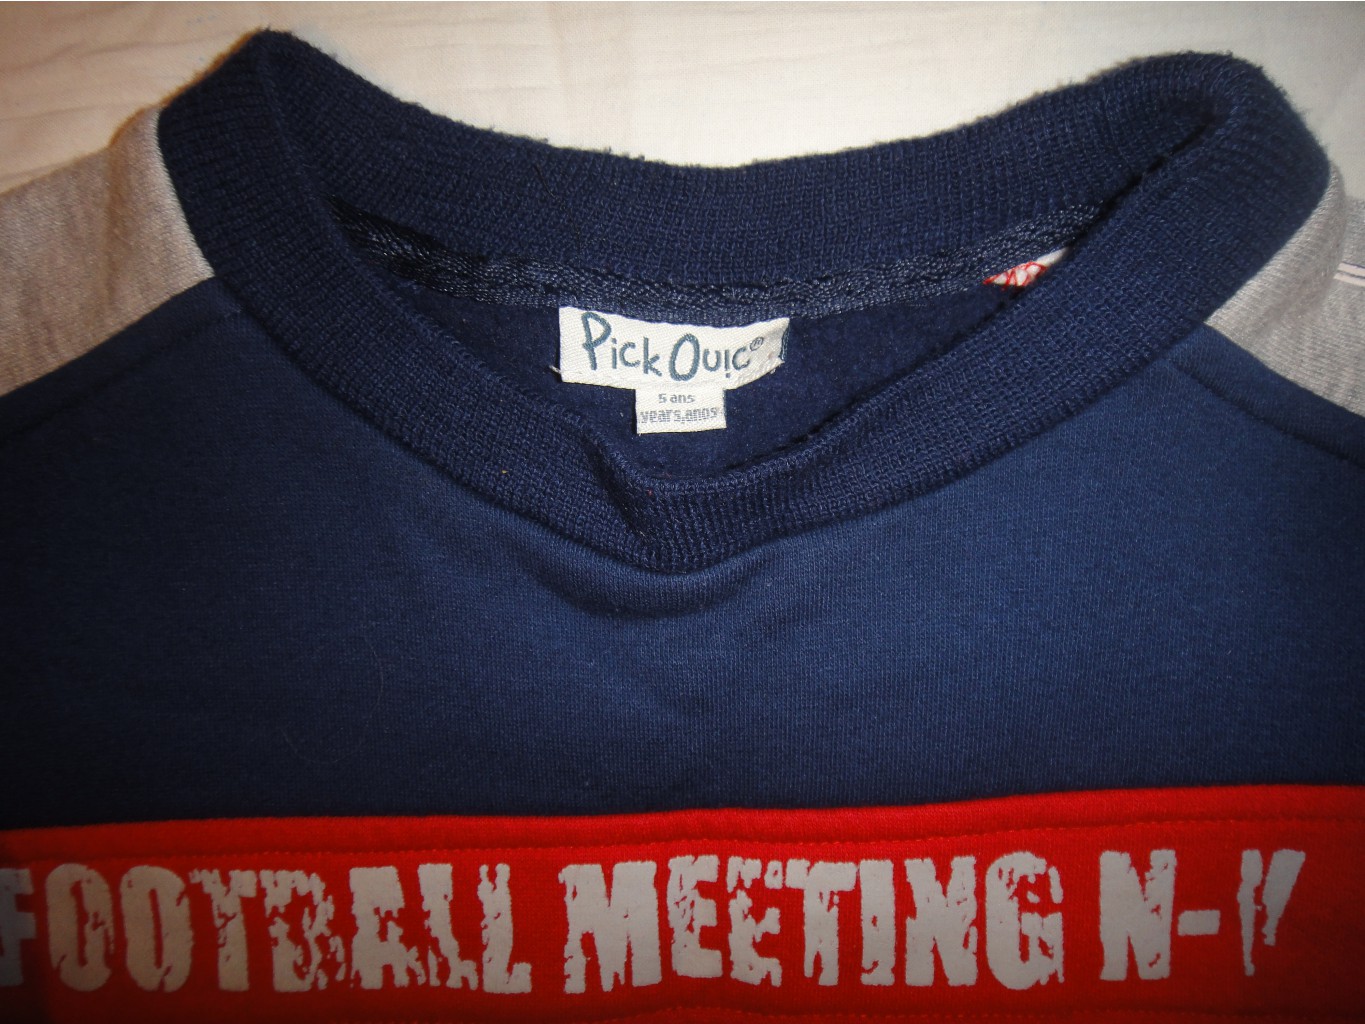 Pick Ouic®
5 ans
years, anos
FOOTBALL MEETING N-Y